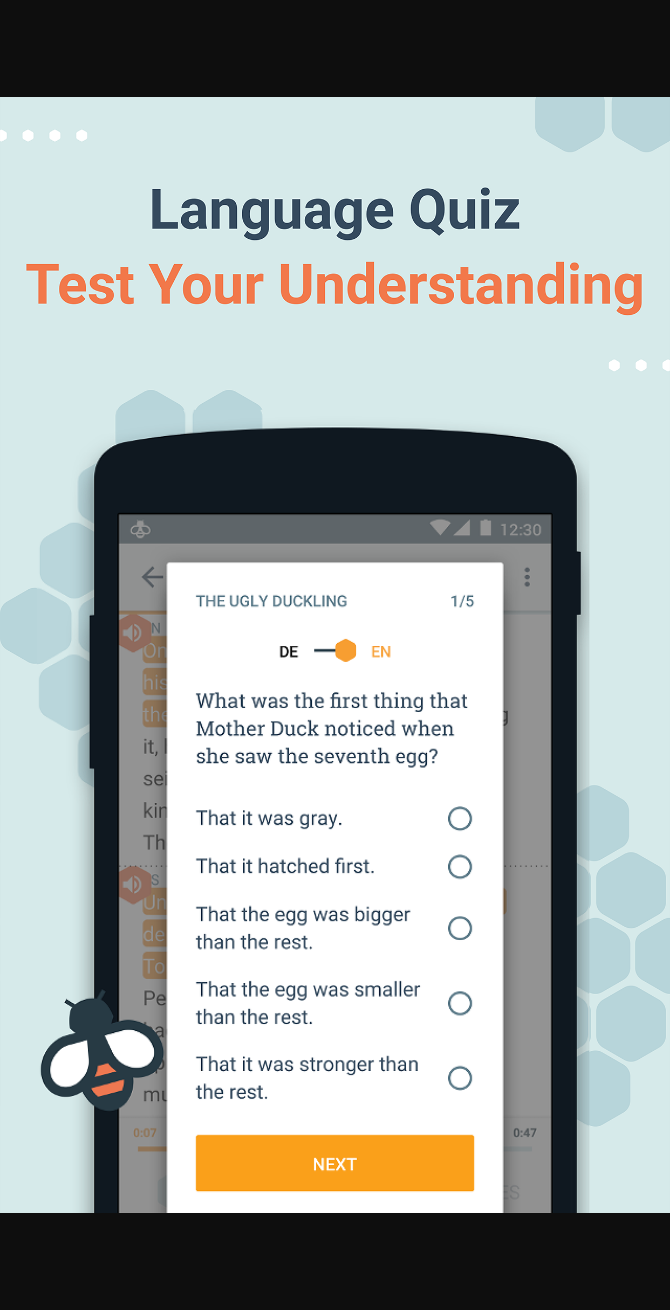 Language Quiz
Test Your Understanding
12:30
THE UGLY DUCKLING 1/5
DE EN
What was the first thing that
Mother Duck noticed when
she saw the seventh egg?
That it was gray.
That it hatched first.
That the egg was bigger
than the rest.
That the egg was smaller
than the rest.
That it was stronger than
the rest.
0:07 0:47
NEXT